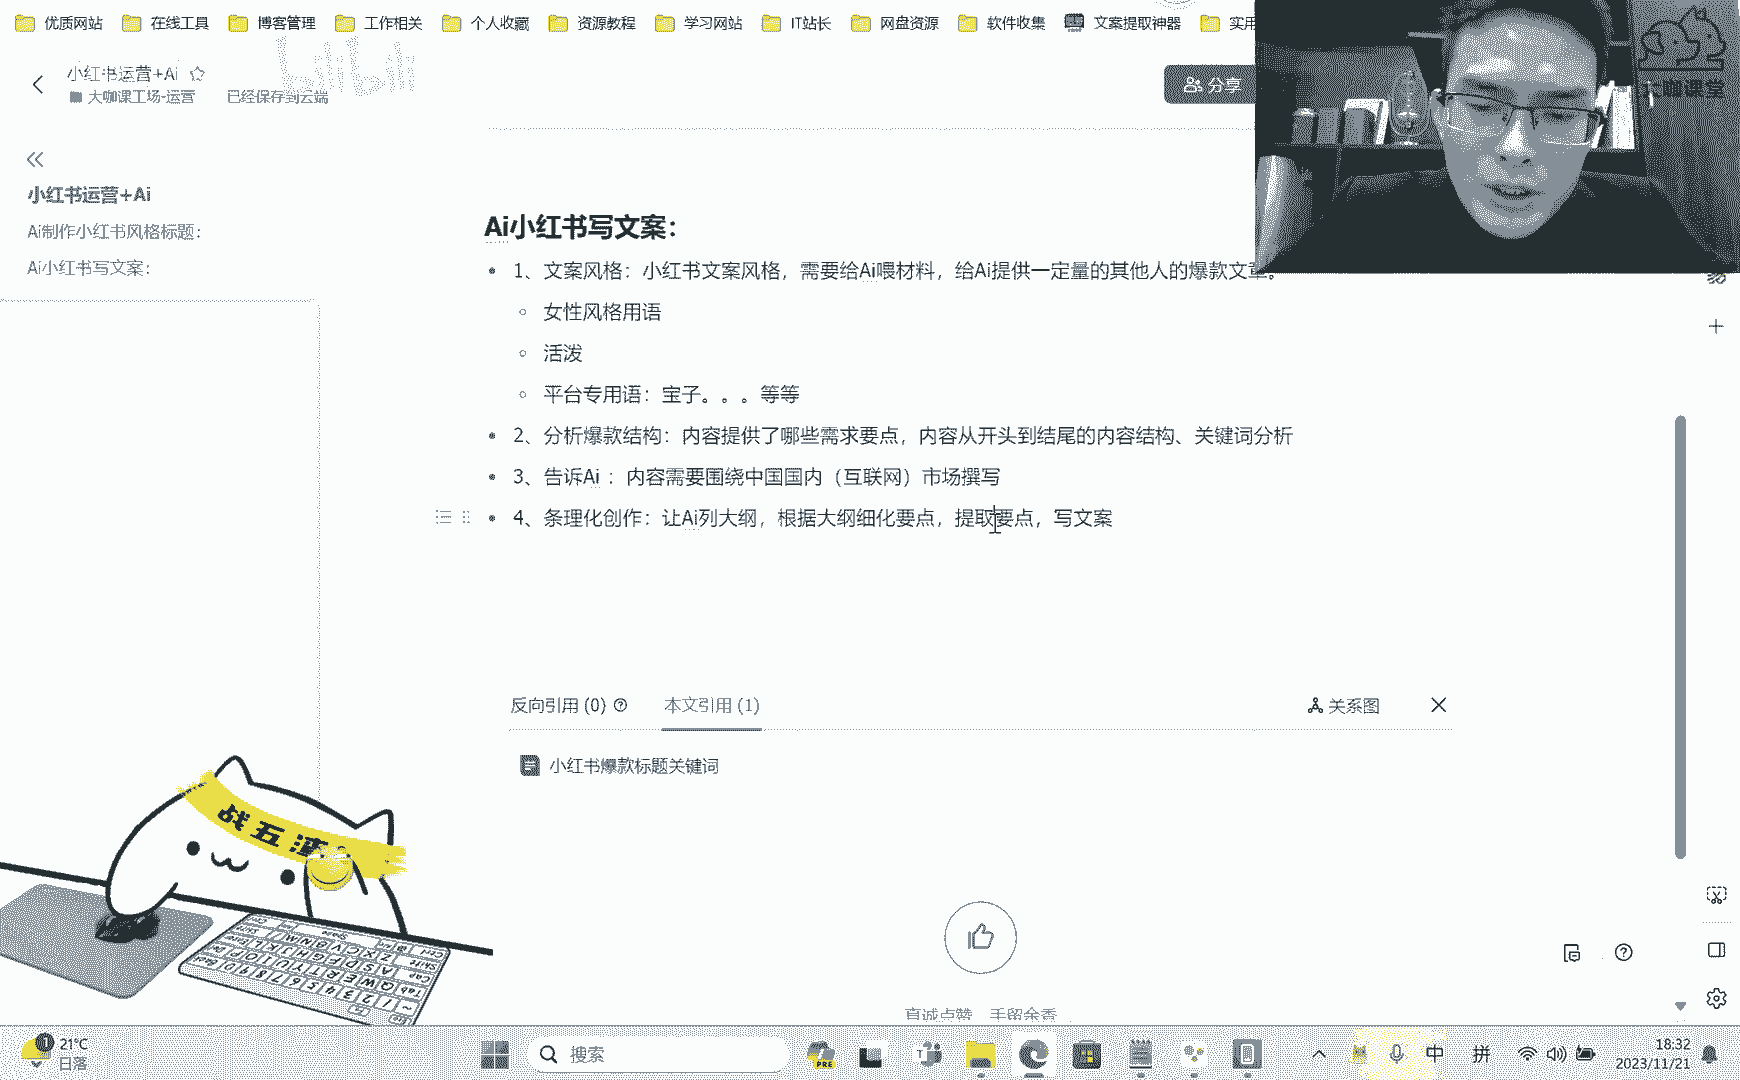 优质网站 在线工具 博客管理 工作相关 个人收藏 资源教程 学习网站 IT站长 网盘资源 软件收集 文案提取神器 实用
bilibili
小红书运营+Ai
大咖课工场-运营 已经保存到云端
分享
咖课堂
小红书运营+Ai
Ai制作小红书风格标题：
Ai小红书写文案：
Ai小红书写文案：
1、文案风格：小红书文案风格，需要给Ai喂材料，给Ai提供一定量的其他人的爆款文章。
女性风格用语
活泼
平台专用语：宝子。。。等等
2、分析爆款结构：内容提供了哪些需求要点，内容从开头到结尾的内容结构、关键词分析
3、告诉Ai ：内容需要围绕中国国内（互联网）市场撰写
4、条理化创作：让Ai列大纲，根据大纲细化要点，提取要点，写文案
反向引用 (0) 本文引用 (1) 关系图
小红书爆款标题关键词
战五渣
真诚点赞，手留余香
1 21°C
日落
搜索
PRE
中 拼
18:32
2023/11/21